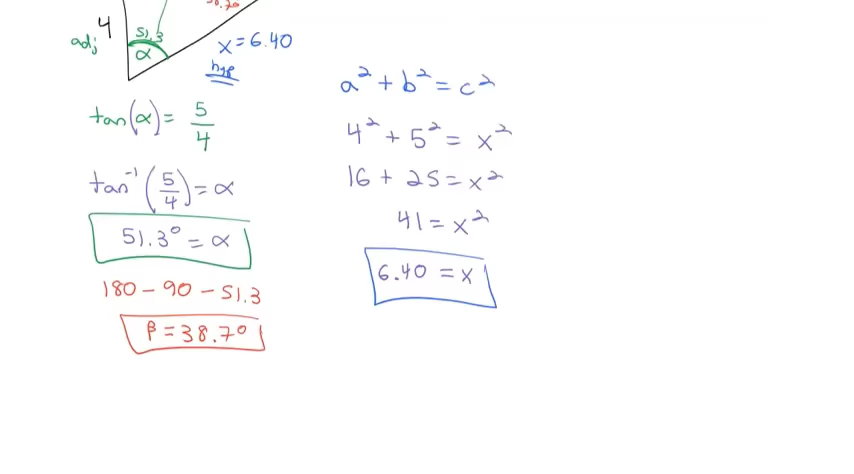 4
adj
51.3
α
x = 6.40
hyp
tan(α) = 5/4
tan⁻¹(5/4) = α
51.3° = α
180 - 90 - 51.3
β = 38.7°
a² + b² = c²
4² + 5² = x²
16 + 25 = x²
41 = x²
6.40 = x